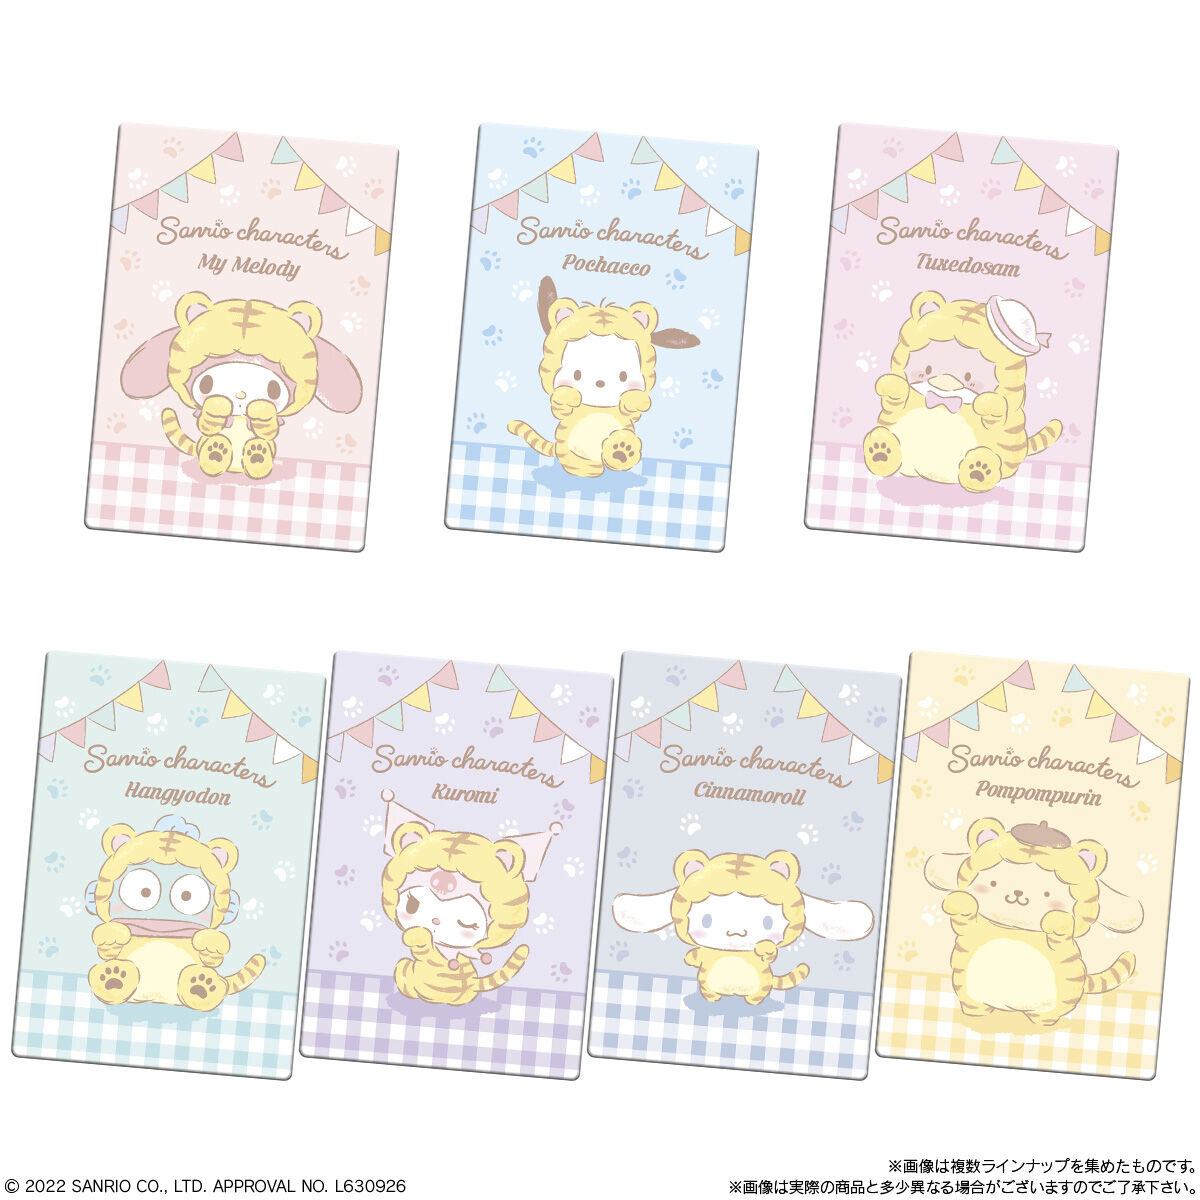 Sanrio characters
My Melody
Sanrio characters
Pochacco
Sanrio characters
Tuxedosam
Sanrio characters
Hangyodon
Sanrio characters
Kuromi
Sanrio characters
Cinnamoroll
Sanrio characters
Pompompurin
※画像は複数ラインナップを集めたものです。
© 2022 SANRIO CO., LTD. APPROVAL NO. L630926
※画像は実際の商品と多少異なる場合がございますのでご了承下さい。